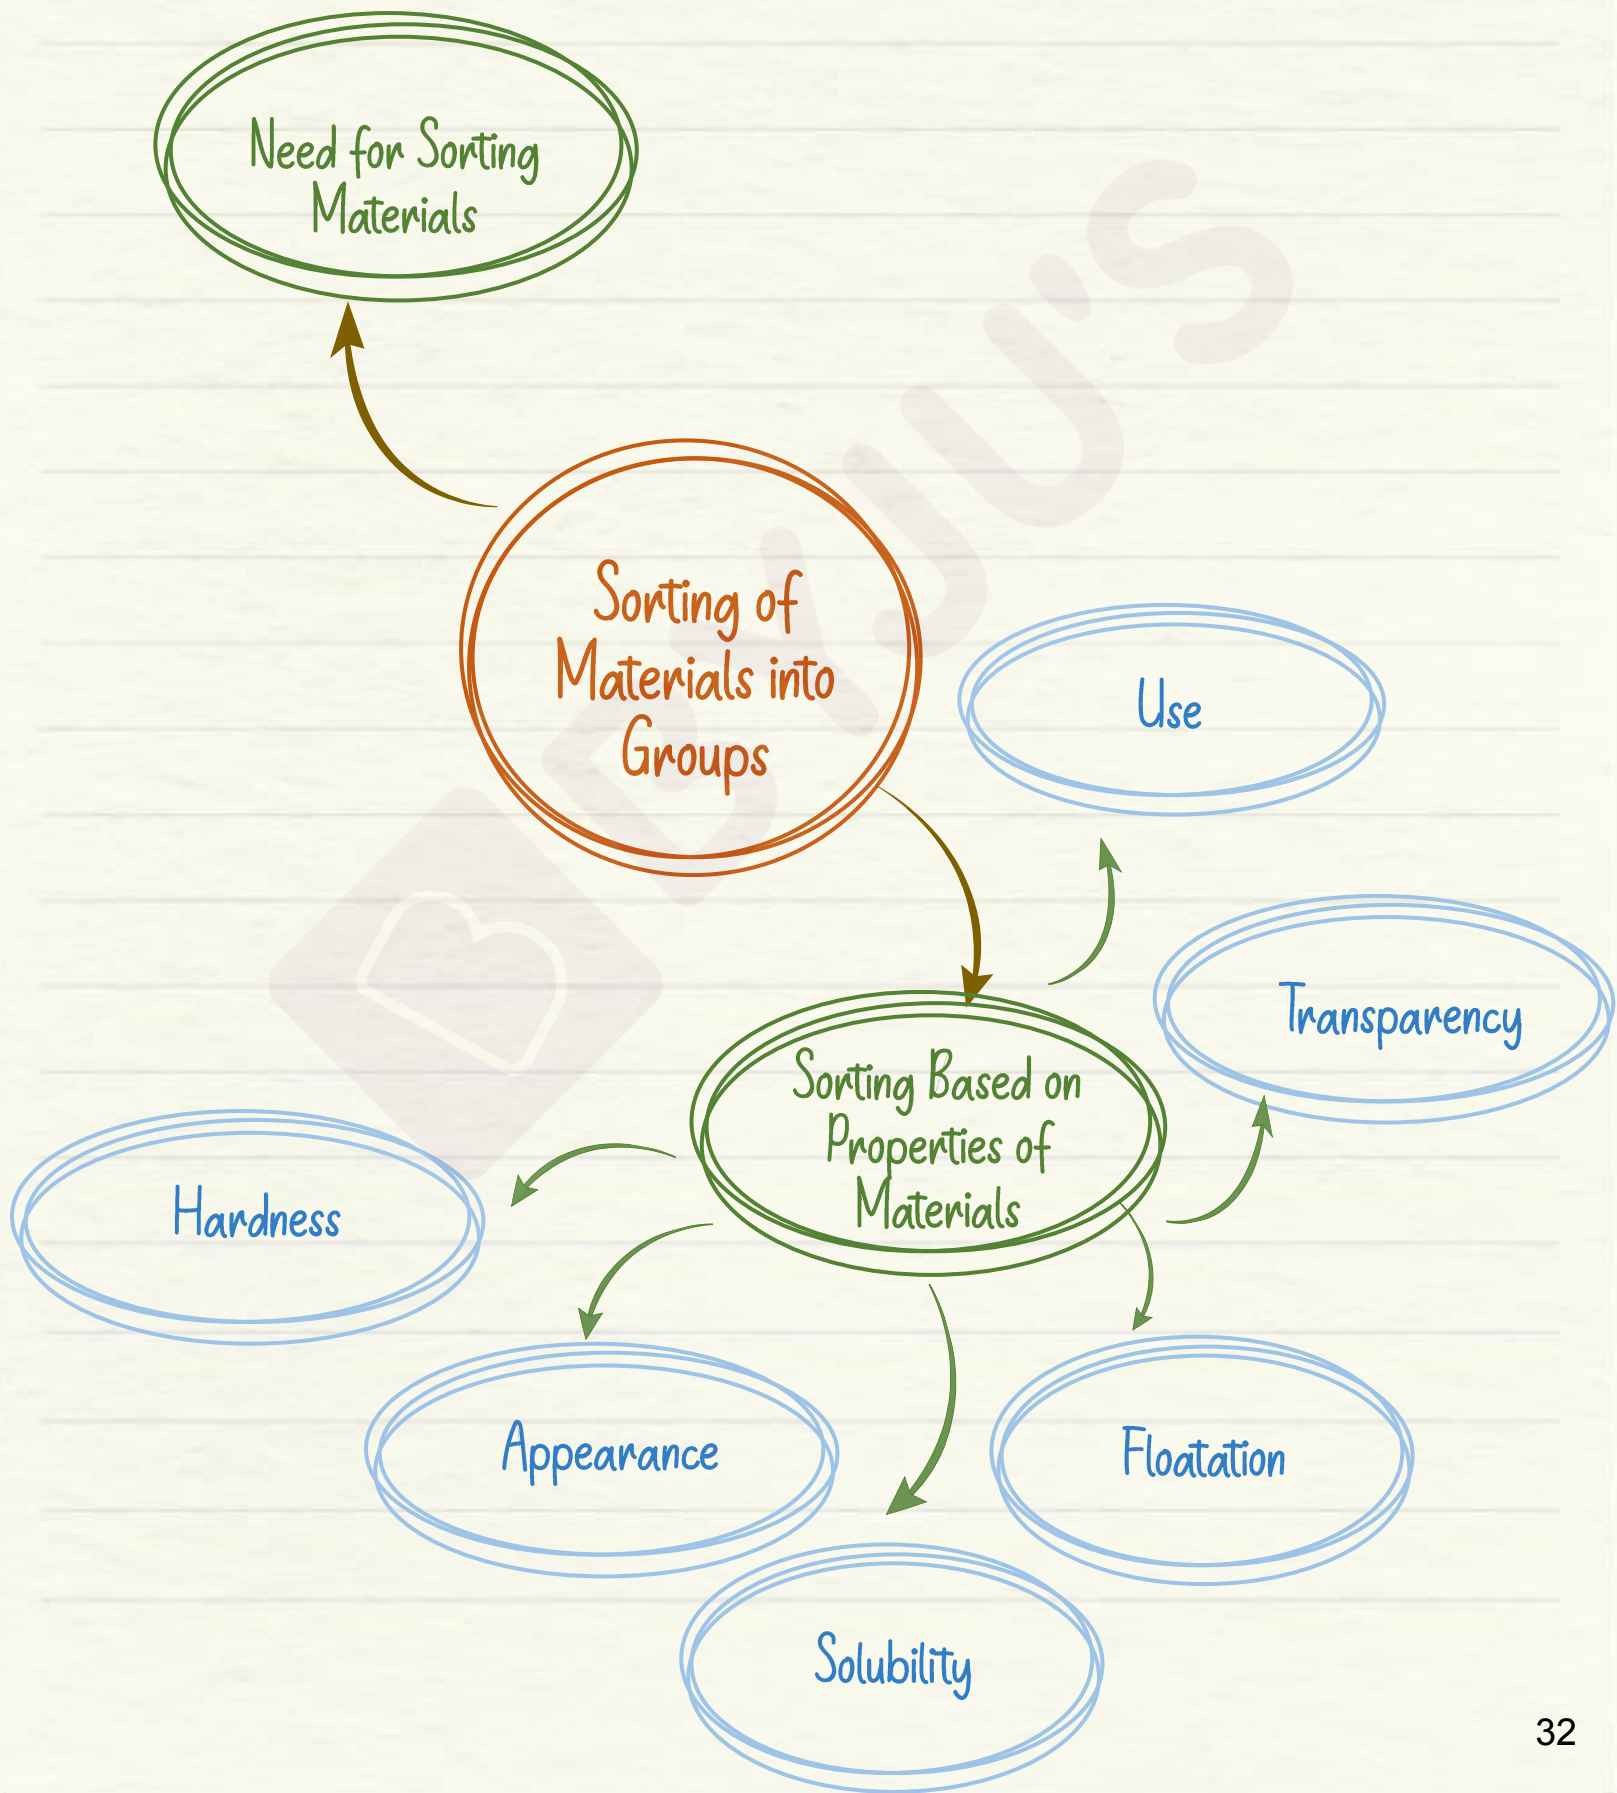 Need for Sorting
Materials
Sorting of
Materials into
Groups
Use
Transparency
Sorting Based on
Properties of
Materials
Hardness
Appearance
Floatation
Solubility
BYJU'S
32